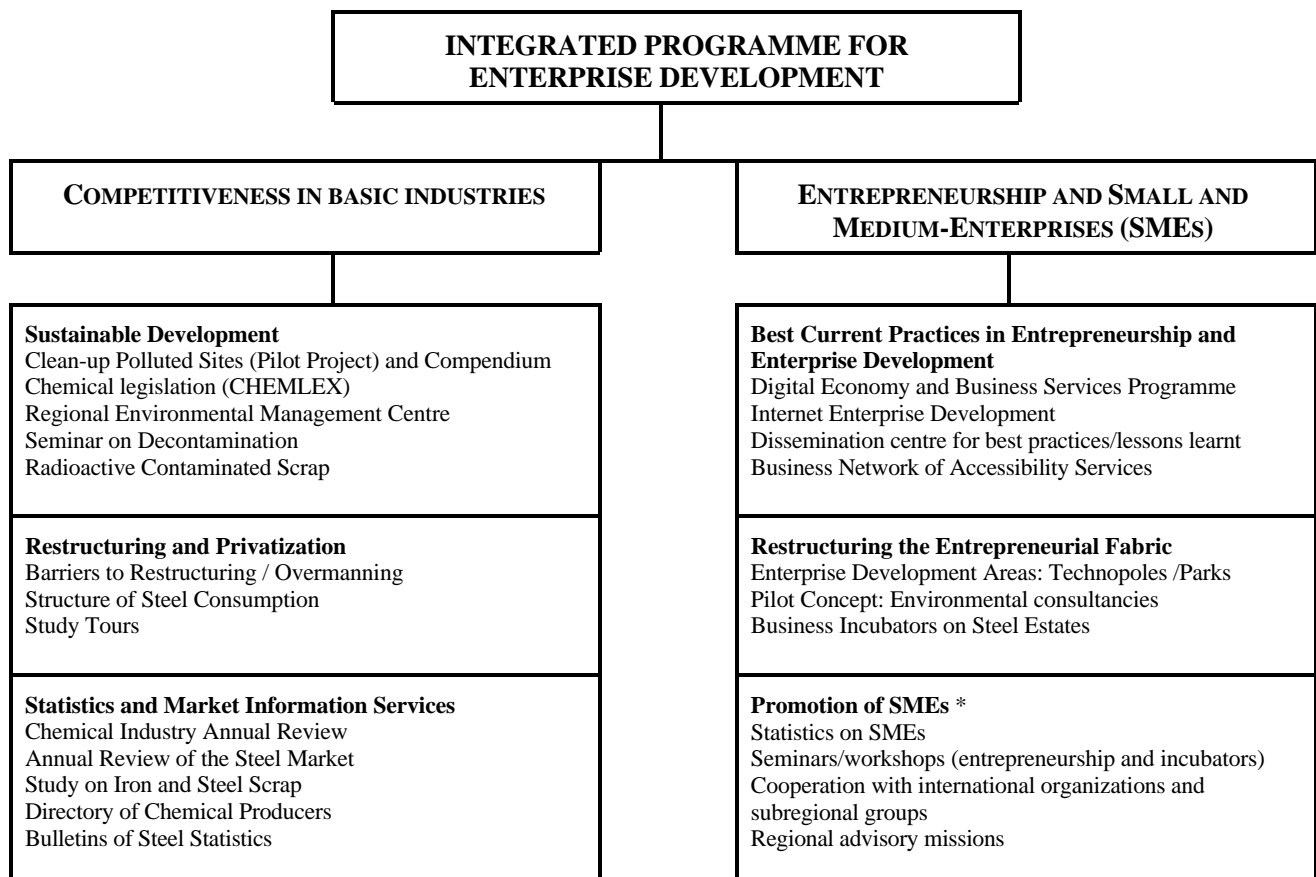 INTEGRATED PROGRAMME FOR
ENTERPRISE DEVELOPMENT
COMPETITIVENESS IN BASIC INDUSTRIES
Sustainable Development
Clean-up Polluted Sites (Pilot Project) and Compendium
Chemical legislation (CHEMLEX)
Regional Environmental Management Centre
Seminar on Decontamination
Radioactive Contaminated Scrap
Restructuring and Privatization
Barriers to Restructuring / Overmanning
Structure of Steel Consumption
Study Tours
Statistics and Market Information Services
Chemical Industry Annual Review
Annual Review of the Steel Market
Study on Iron and Steel Scrap
Directory of Chemical Producers
Bulletins of Steel Statistics
ENTREPRENEURSHIP AND SMALL AND
MEDIUM-ENTERPRISES (SMES)
Best Current Practices in Entrepreneurship and
Enterprise Development
Digital Economy and Business Services Programme
Internet Enterprise Development
Dissemination centre for best practices/lessons learnt
Business Network of Accessibility Services
Restructuring the Entrepreneurial Fabric
Enterprise Development Areas: Technopoles /Parks
Pilot Concept: Environmental consultancies
Business Incubators on Steel Estates
Promotion of SMEs *
Statistics on SMEs
Seminars/workshops (entrepreneurship and incubators)
Cooperation with international organizations and
subregional groups
Regional advisory missions